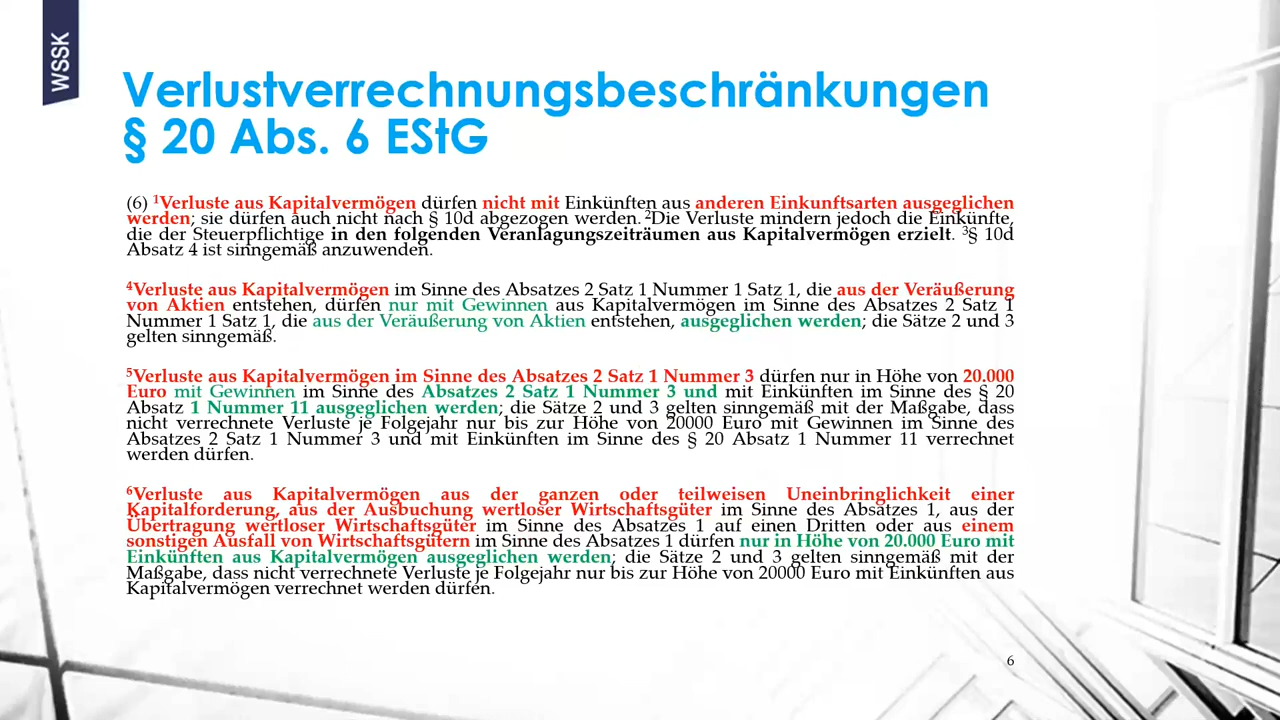 WSSK
Verlustverrechnungsbeschränkungen
§ 20 Abs. 6 EStG
(6) ¹Verluste aus Kapitalvermögen dürfen nicht mit Einkünften aus anderen Einkunftsarten ausgeglichen
werden; sie dürfen auch nicht nach § 10d abgezogen werden. ²Die Verluste mindern jedoch die Einkünfte,
die der Steuerpflichtige in den folgenden Veranlagungszeiträumen aus Kapitalvermögen erzielt. ³§ 10d
Absatz 4 ist sinngemäß anzuwenden.
⁴Verluste aus Kapitalvermögen im Sinne des Absatzes 2 Satz 1 Nummer 1 Satz 1, die aus der Veräußerung
von Aktien entstehen, dürfen nur mit Gewinnen aus Kapitalvermögen im Sinne des Absatzes 2 Satz 1
Nummer 1 Satz 1, die aus der Veräußerung von Aktien entstehen, ausgeglichen werden; die Sätze 2 und 3
gelten sinngemäß.
⁵Verluste aus Kapitalvermögen im Sinne des Absatzes 2 Satz 1 Nummer 3 dürfen nur in Höhe von 20.000
Euro mit Gewinnen im Sinne des Absatzes 2 Satz 1 Nummer 3 und mit Einkünften im Sinne des § 20
Absatz 1 Nummer 11 ausgeglichen werden; die Sätze 2 und 3 gelten sinngemäß mit der Maßgabe, dass
nicht verrechnete Verluste je Folgejahr nur bis zur Höhe von 20000 Euro mit Gewinnen im Sinne des
Absatzes 2 Satz 1 Nummer 3 und mit Einkünften im Sinne des § 20 Absatz 1 Nummer 11 verrechnet
werden dürfen.
⁶Verluste aus Kapitalvermögen aus der ganzen oder teilweisen Uneinbringlichkeit einer
Kapitalforderung, aus der Ausbuchung wertloser Wirtschaftsgüter im Sinne des Absatzes 1, aus der
Übertragung wertloser Wirtschaftsgüter im Sinne des Absatzes 1 auf einen Dritten oder aus einem
sonstigen Ausfall von Wirtschaftsgütern im Sinne des Absatzes 1 dürfen nur in Höhe von 20.000 Euro mit
Einkünften aus Kapitalvermögen ausgeglichen werden; die Sätze 2 und 3 gelten sinngemäß mit der
Maßgabe, dass nicht verrechnete Verluste je Folgejahr nur bis zur Höhe von 20000 Euro mit Einkünften aus
Kapitalvermögen verrechnet werden dürfen.
6